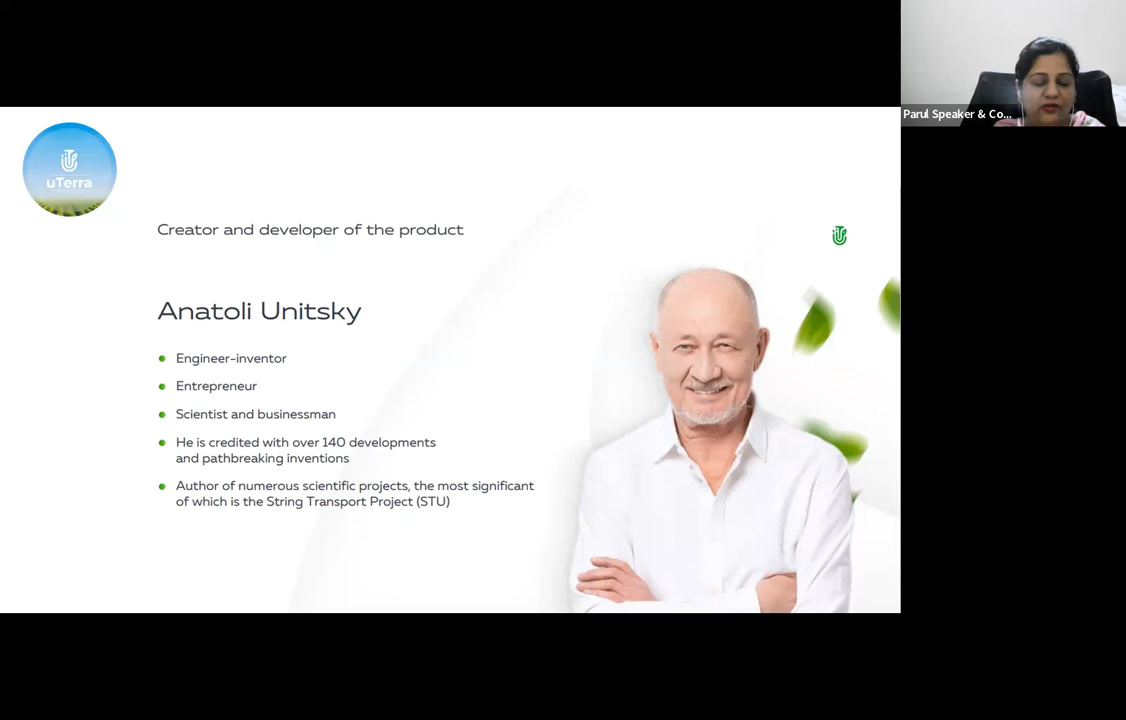 Parul Speaker & Co...
uTerra
Creator and developer of the product
Anatoli Unitsky
Engineer-inventor
Entrepreneur
Scientist and businessman
He is credited with over 140 developments
and pathbreaking inventions
Author of numerous scientific projects, the most significant
of which is the String Transport Project (STU)